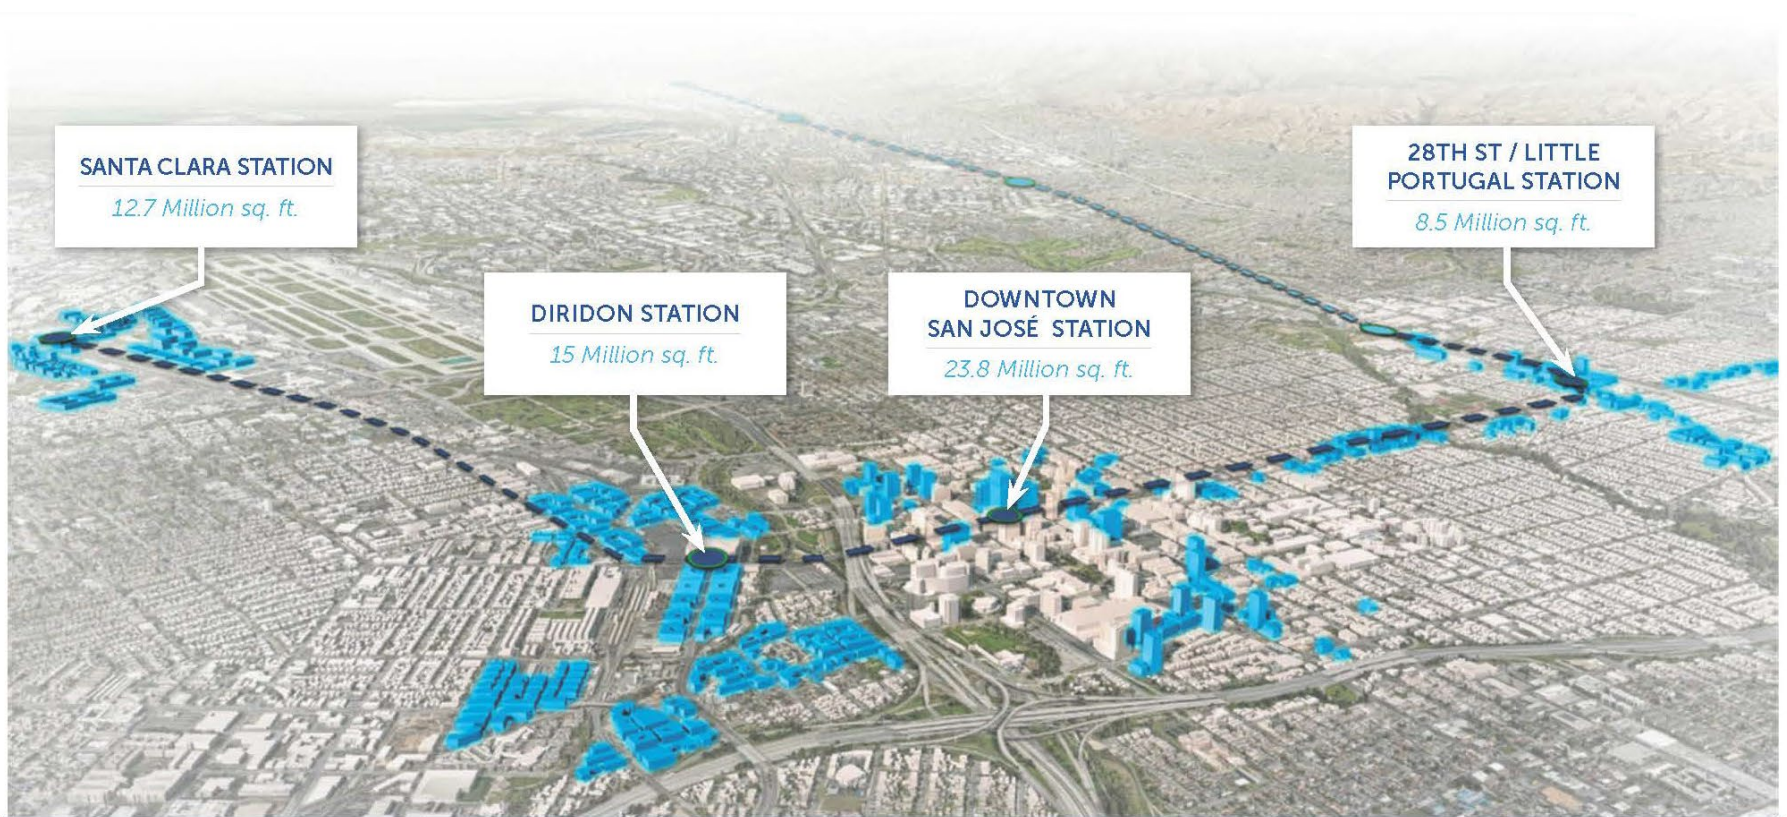 SANTA CLARA STATION
12.7 Million sq. ft.
DIRIDON STATION
15 Million sq. ft.
DOWNTOWN
SAN JOSÉ STATION
23.8 Million sq. ft.
28TH ST / LITTLE
PORTUGAL STATION
8.5 Million sq. ft.